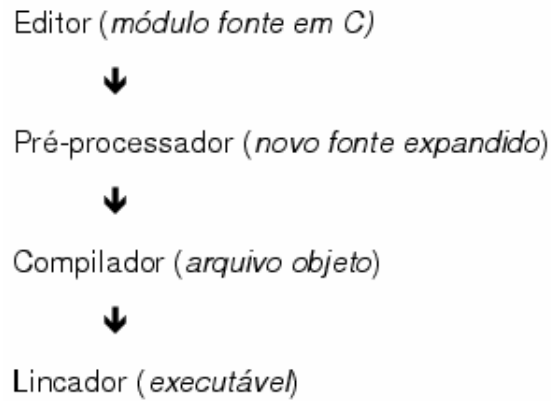 Editor (módulo fonte em C)
Pré-processador (novo fonte expandido)
Compilador (arquivo objeto)
Lincador (executável)